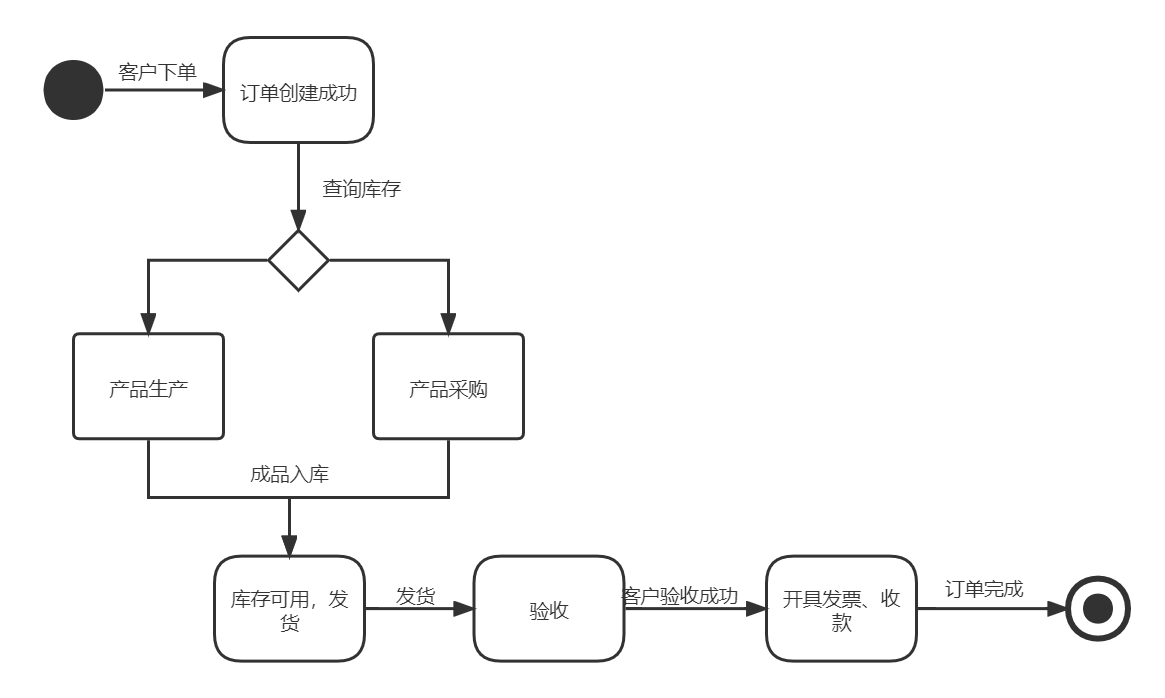 客户下单
订单创建成功
查询库存
产品生产
产品采购
成品入库
库存可用，发
货
发货
验收
客户验收成功
开具发票、收
款
订单完成